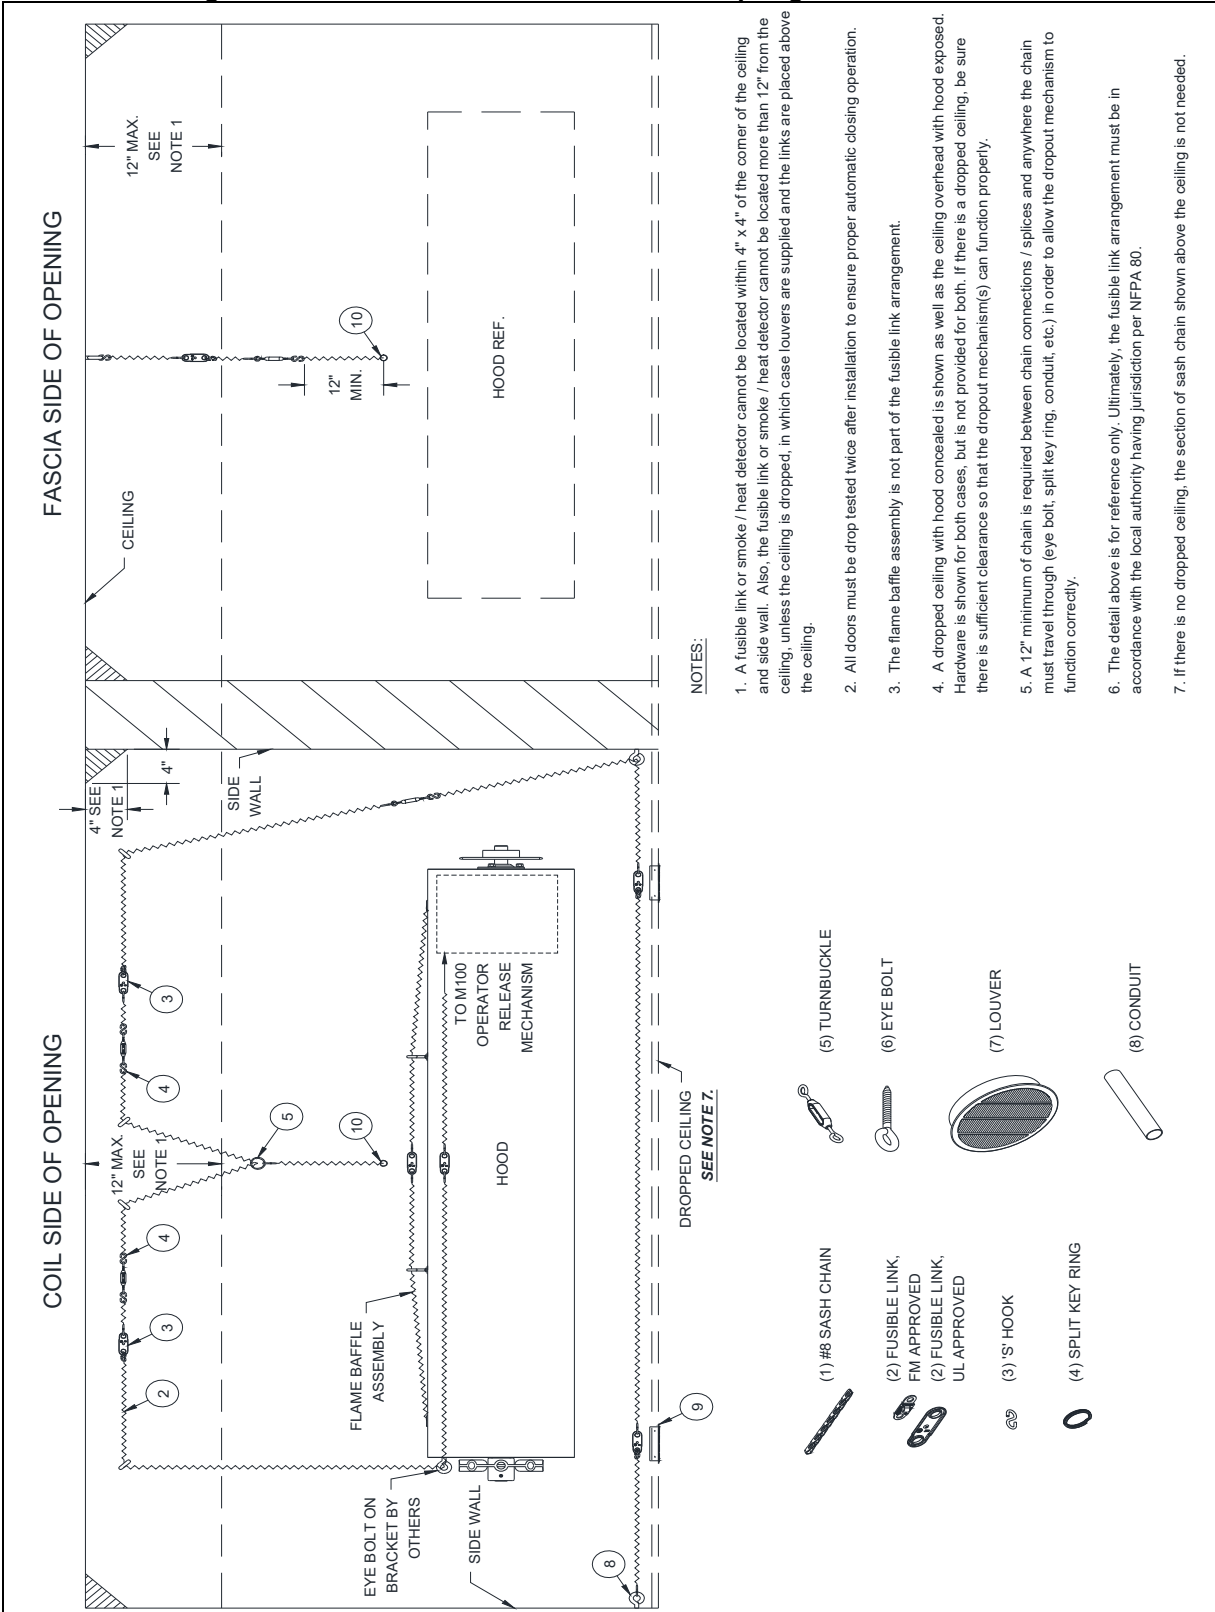 COIL SIDE OF OPENING
FASCIA SIDE OF OPENING
4" SEE
NOTE 1
4"
SIDE
WALL
CEILING
12" MAX.
SEE
NOTE 1
12" MAX.
SEE
NOTE 1
2
3
4
4
3
5
10
10
12"
MIN.
FLAME BAFFLE
ASSEMBLY
EYE BOLT ON
BRACKET BY
OTHERS
SIDE WALL
TO M100
OPERATOR
RELEASE
MECHANISM
HOOD
HOOD REF.
8
9
DROPPED CEILING
SEE NOTE 7.
(1) #8 SASH CHAIN
(2) FUSIBLE LINK,
FM APPROVED
(2) FUSIBLE LINK,
UL APPROVED
(3) 'S' HOOK
(4) SPLIT KEY RING
(5) TURNBUCKLE
(6) EYE BOLT
(7) LOUVER
(8) CONDUIT
NOTES:
1. A fusible link or smoke / heat detector cannot be located within 4" x 4" of the corner of the ceiling
and side wall. Also, the fusible link or smoke / heat detector cannot be located more than 12" from the
ceiling, unless the ceiling is dropped, in which case louvers are supplied and the links are placed above
the ceiling.
2. All doors must be drop tested twice after installation to ensure proper automatic closing operation.
3. The flame baffle assembly is not part of the fusible link arrangement.
4. A dropped ceiling with hood concealed is shown as well as the ceiling overhead with hood exposed.
Hardware is shown for both cases, but is not provided for both. If there is a dropped ceiling, be sure
there is sufficient clearance so that the dropout mechanism(s) can function properly.
5. A 12" minimum of chain is required between chain connections / splices and anywhere the chain
must travel through (eye bolt, split key ring, conduit, etc.) in order to allow the dropout mechanism to
function correctly.
6. The detail above is for reference only. Ultimately, the fusible link arrangement must be in
accordance with the local authority having jurisdiction per NFPA 80.
7. If there is no dropped ceiling, the section of sash chain shown above the ceiling is not needed.